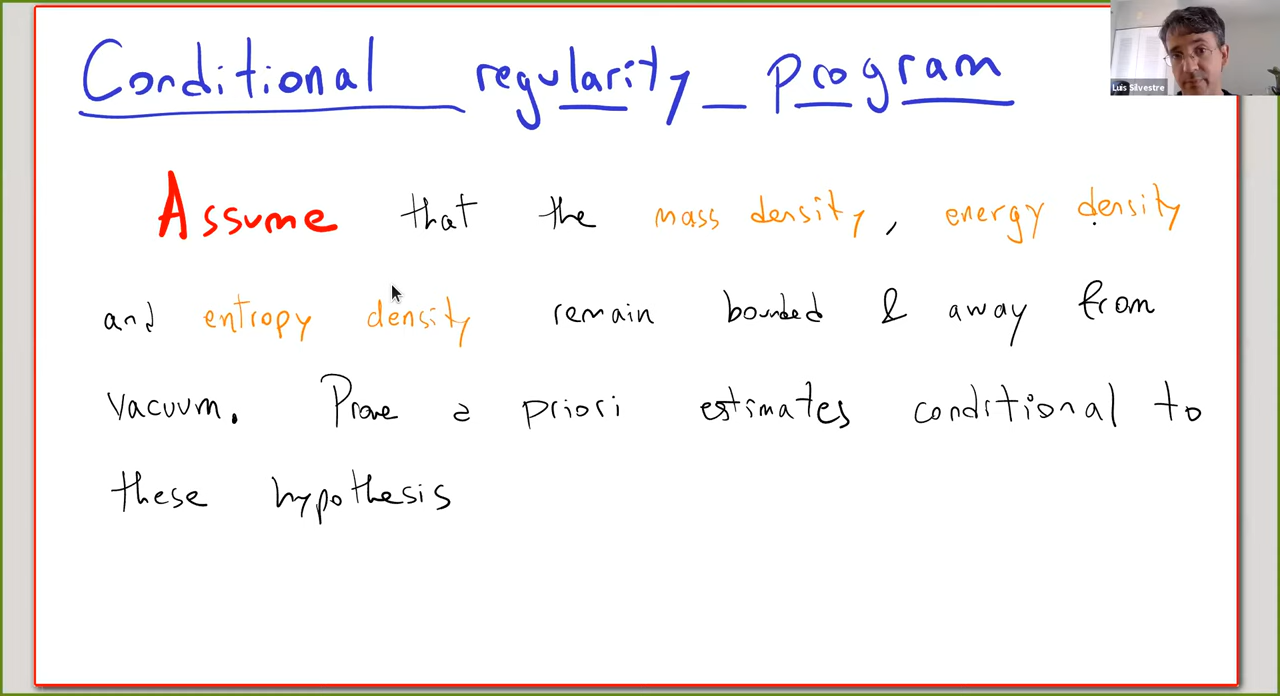 Conditional regularity program
Luis Silvestre
Assume that the mass density, energy density
and entropy density remain bounded & away from
vacuum. Prove a priori estimates conditional to
these hypothesis